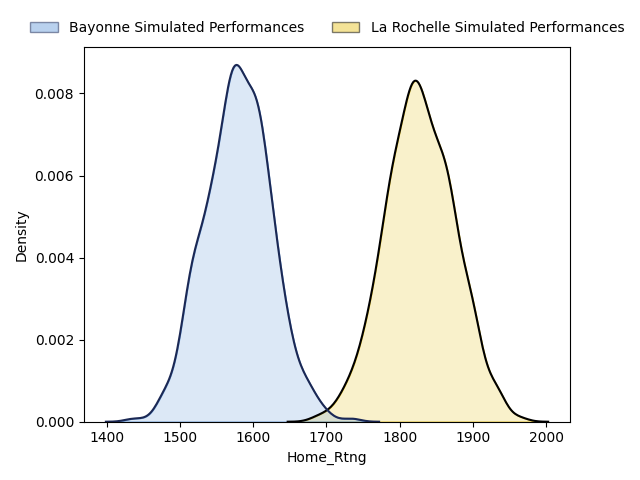 Bayonne Simulated Performances La Rochelle Simulated Performances
Density
0.008
0.006
0.004
0.002
0.000
1400 1500 1600 1700 1800 1900 2000
Home_Rtng